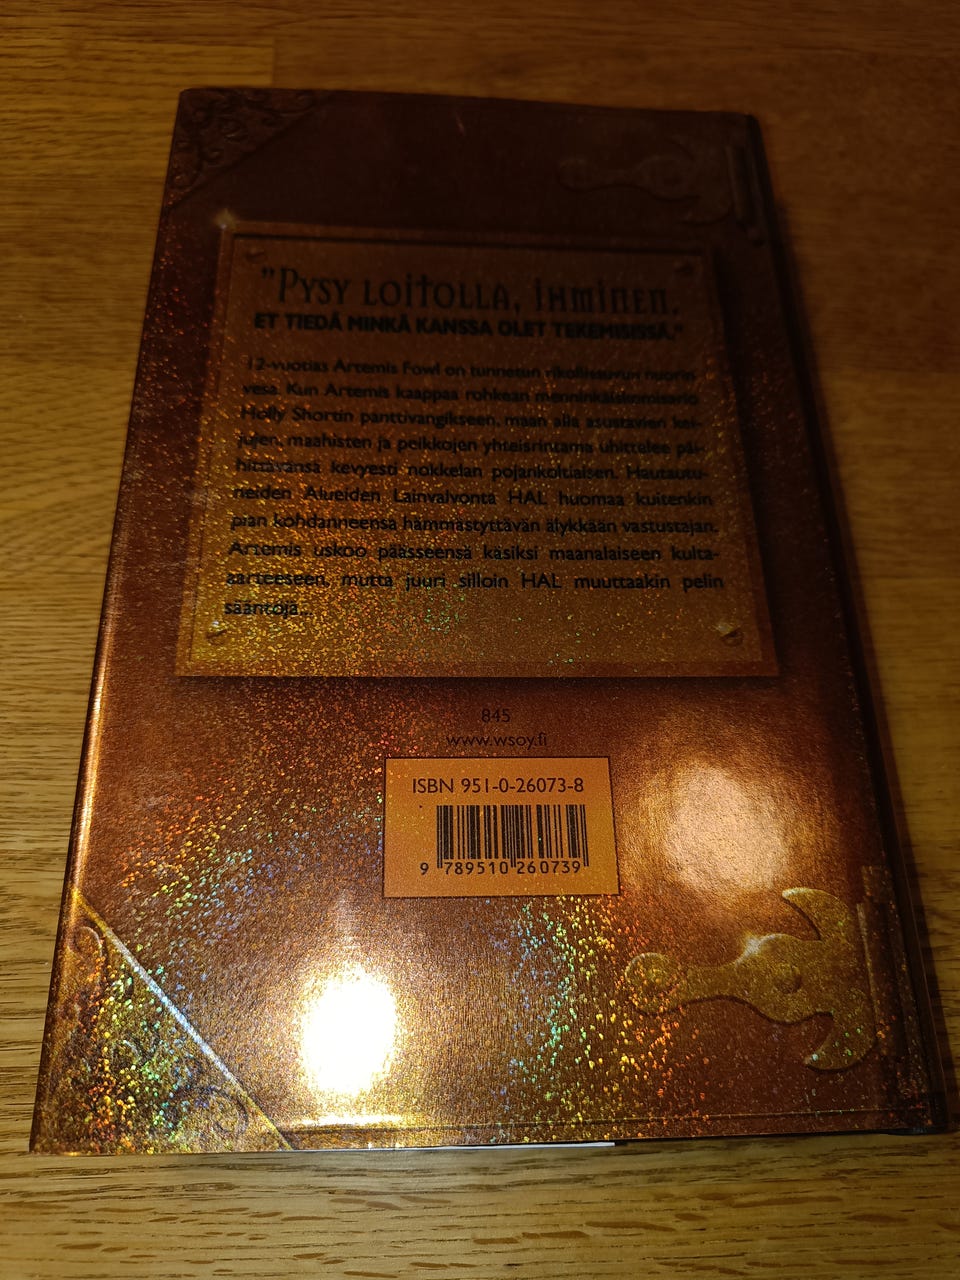 "Pysy loitolla, ihminen.
ET TIEDÄ MINKÄ KANSSA OLET TEKEMISISSÄ."
12-vuotias Artemis Fowl on tunnetun rikollissuvun nuorin
vesa. Kun Artemis kaappaa rohkean menninkäiskomisario
Holly Shortin panttivangikseen, maan alla asustavien kei-
jujen, maahisten ja peikkojen yhteisrintama uhittelee päi-
hittävänsä kevyesti nokkelan pojankoltiaisen. Hautautu-
neiden Alueiden Lainvalvonta HAL huomaa kuitenkin
pian kohdanneensa hämmästyttävän älykkään vastustajan.
Artemis uskoo päässeensä käsiksi maanalaiseen kulta-
aarteeseen, mutta juuri silloin HAL muuttaakin pelin
sääntöjä...
845
www.wsoy.fi
ISBN 951-0-26073-8
9 789510 260739